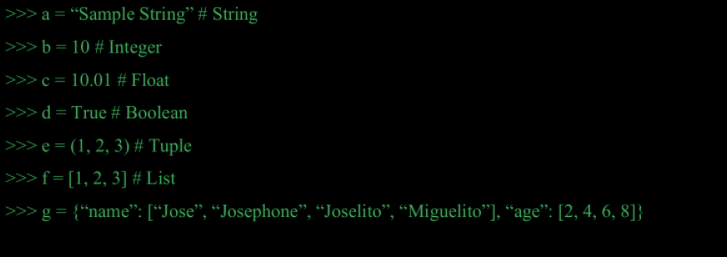 >>> a = “Sample String” # String
>>> b = 10 # Integer
>>> c = 10.01 # Float
>>> d = True # Boolean
>>> e = (1, 2, 3) # Tuple
>>> f = [1, 2, 3] # List
>>> g = {“name”: [“Jose”, “Josephone”, “Joselito”, “Miguelito”], “age”: [2, 4, 6, 8]}